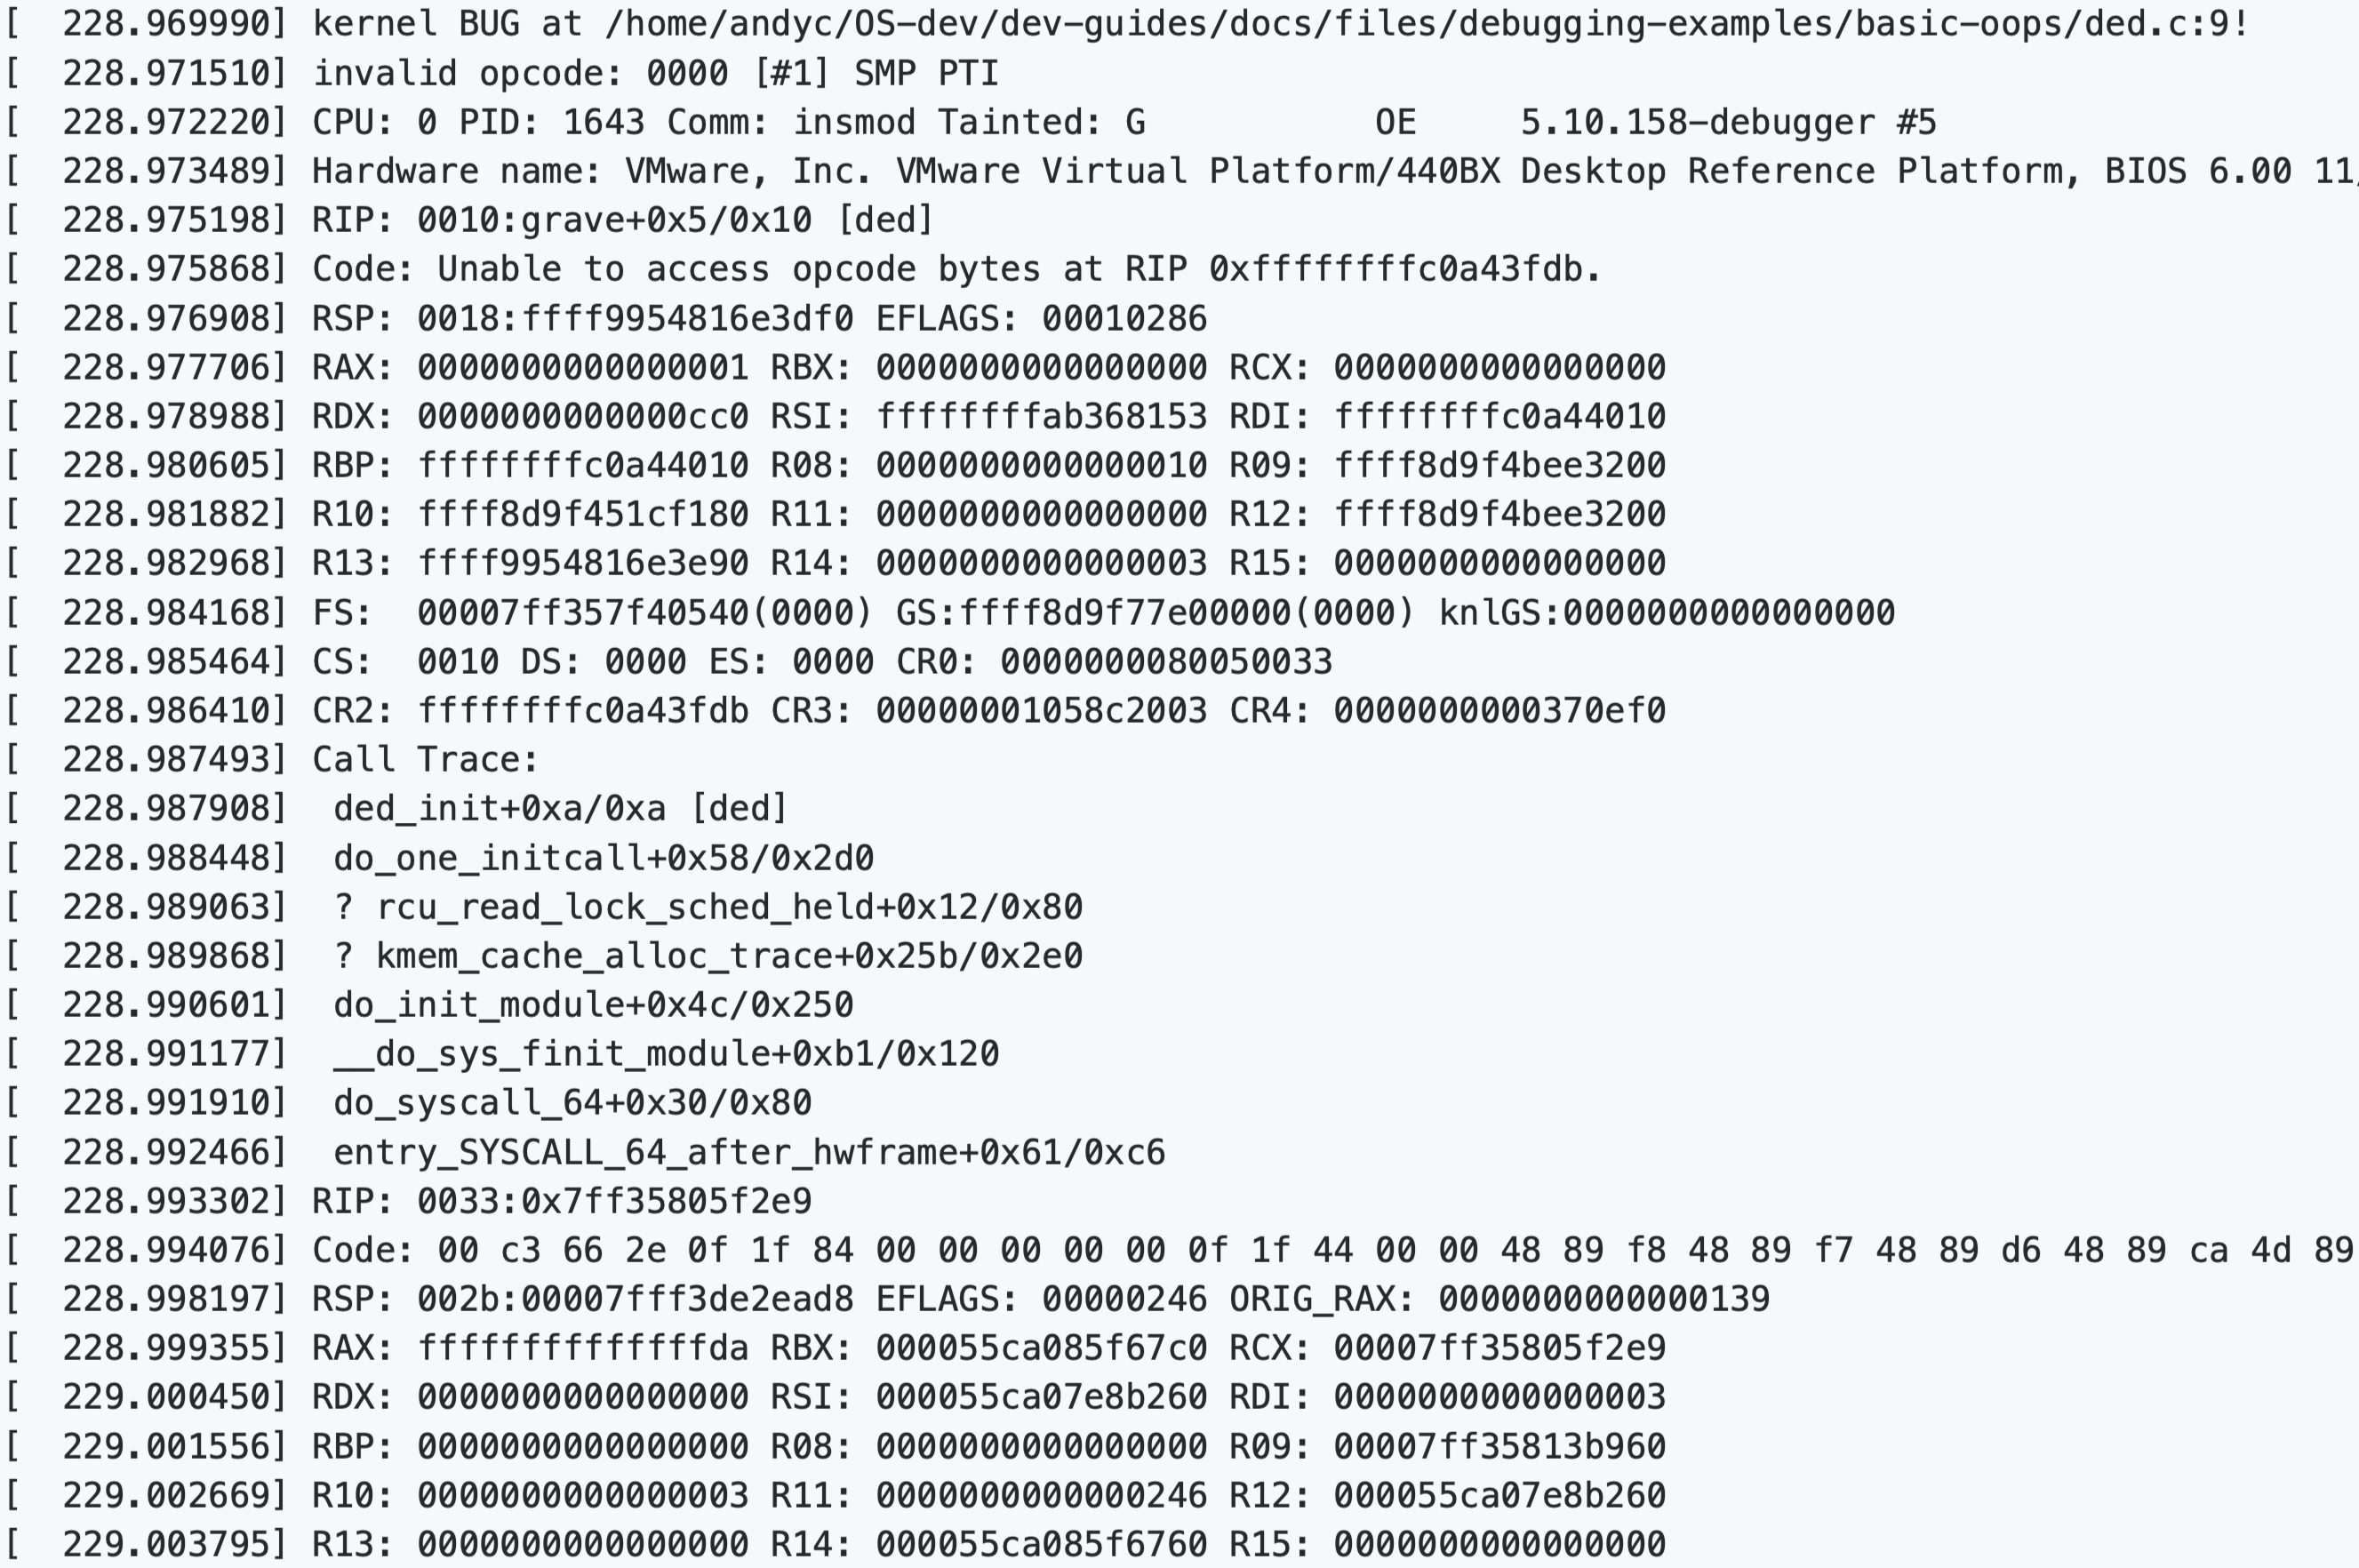 [  228.969990] kernel BUG at /home/andyc/OS-dev/dev-guides/docs/files/debugging-examples/basic-oops/ded.c:9!
[  228.971510] invalid opcode: 0000 [#1] SMP PTI
[  228.972220] CPU: 0 PID: 1643 Comm: insmod Tainted: G           OE     5.10.158-debugger #5
[  228.973489] Hardware name: VMware, Inc. VMware Virtual Platform/440BX Desktop Reference Platform, BIOS 6.00 11/
[  228.975198] RIP: 0010:grave+0x5/0x10 [ded]
[  228.975868] Code: Unable to access opcode bytes at RIP 0xffffffffc0a43fdb.
[  228.976908] RSP: 0018:ffff9954816e3df0 EFLAGS: 00010286
[  228.977706] RAX: 0000000000000001 RBX: 0000000000000000 RCX: 0000000000000000
[  228.978988] RDX: 0000000000000cc0 RSI: ffffffffab368153 RDI: ffffffffc0a44010
[  228.980605] RBP: ffffffffc0a44010 R08: 0000000000000010 R09: ffff8d9f4bee3200
[  228.981882] R10: ffff8d9f451cf180 R11: 0000000000000000 R12: ffff8d9f4bee3200
[  228.982968] R13: ffff9954816e3e90 R14: 0000000000000003 R15: 0000000000000000
[  228.984168] FS:  00007ff357f40540(0000) GS:ffff8d9f77e00000(0000) knlGS:0000000000000000
[  228.985464] CS:  0010 DS: 0000 ES: 0000 CR0: 0000000080050033
[  228.986410] CR2: ffffffffc0a43fdb CR3: 00000001058c2003 CR4: 0000000000370ef0
[  228.987493] Call Trace:
[  228.987908]  ded_init+0xa/0xa [ded]
[  228.988448]  do_one_initcall+0x58/0x2d0
[  228.989063]  ? rcu_read_lock_sched_held+0x12/0x80
[  228.989868]  ? kmem_cache_alloc_trace+0x25b/0x2e0
[  228.990601]  do_init_module+0x4c/0x250
[  228.991177]  __do_sys_finit_module+0xb1/0x120
[  228.991910]  do_syscall_64+0x30/0x80
[  228.992466]  entry_SYSCALL_64_after_hwframe+0x61/0xc6
[  228.993302] RIP: 0033:0x7ff35805f2e9
[  228.994076] Code: 00 c3 66 2e 0f 1f 84 00 00 00 00 00 0f 1f 44 00 00 48 89 f8 48 89 f7 48 89 d6 48 89 ca 4d 89
[  228.998197] RSP: 002b:00007fff3de2ead8 EFLAGS: 00000246 ORIG_RAX: 0000000000000139
[  228.999355] RAX: ffffffffffffffda RBX: 000055ca085f67c0 RCX: 00007ff35805f2e9
[  229.000450] RDX: 0000000000000000 RSI: 000055ca07e8b260 RDI: 0000000000000003
[  229.001556] RBP: 0000000000000000 R08: 0000000000000000 R09: 00007ff35813b960
[  229.002669] R10: 0000000000000003 R11: 0000000000000246 R12: 000055ca07e8b260
[  229.003795] R13: 0000000000000000 R14: 000055ca085f6760 R15: 0000000000000000